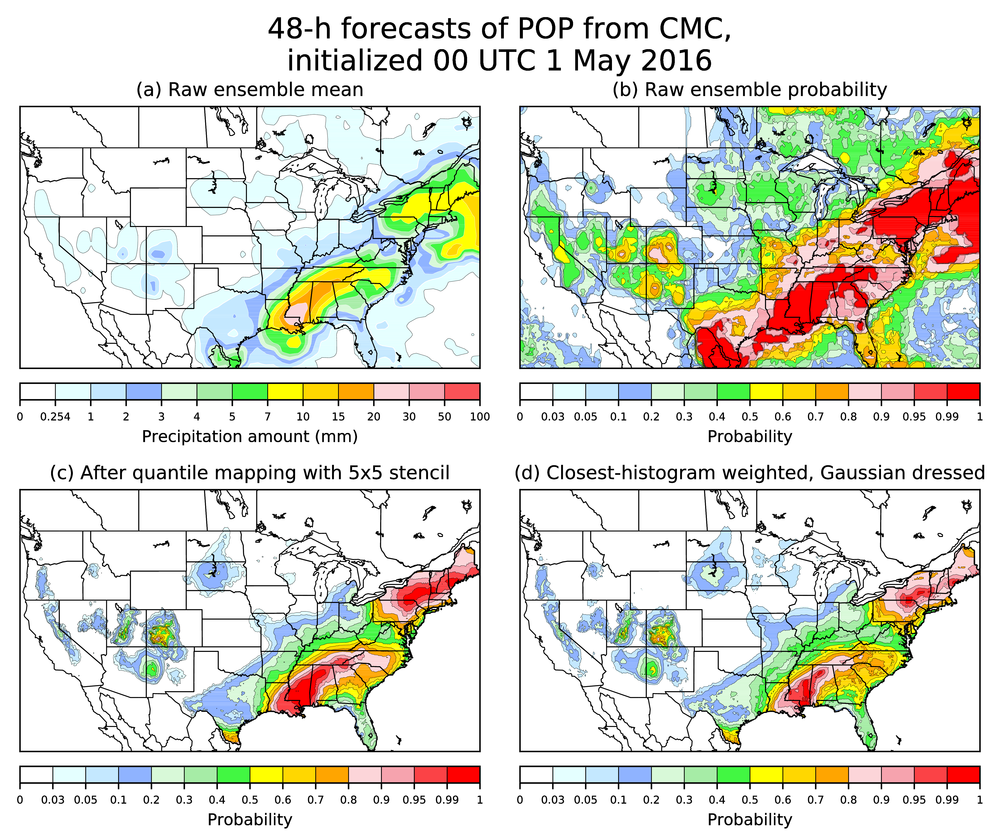 48-h forecasts of POP from CMC,
initialized 00 UTC 1 May 2016
(a) Raw ensemble mean
(b) Raw ensemble probability
0 0.254 1 2 3 4 5 7 10 15 20 30 50 100
Precipitation amount (mm)
0 0.03 0.05 0.1 0.2 0.3 0.4 0.5 0.6 0.7 0.8 0.9 0.95 0.99 1
Probability
(c) After quantile mapping with 5x5 stencil
(d) Closest-histogram weighted, Gaussian dressed
0 0.03 0.05 0.1 0.2 0.3 0.4 0.5 0.6 0.7 0.8 0.9 0.95 0.99 1
Probability
0 0.03 0.05 0.1 0.2 0.3 0.4 0.5 0.6 0.7 0.8 0.9 0.95 0.99 1
Probability